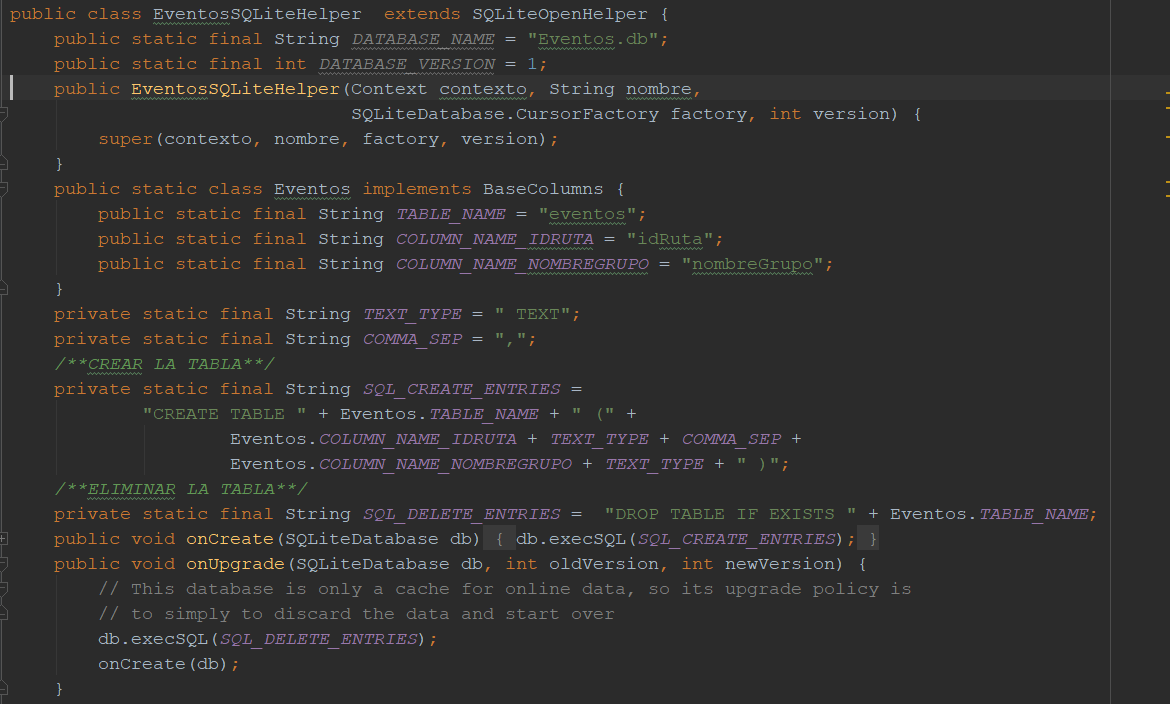 public class EventosSQLiteHelper  extends SQLiteOpenHelper {
    public static final String DATABASE_NAME = "Eventos.db";
    public static final int DATABASE_VERSION = 1;
    public EventosSQLiteHelper(Context contexto, String nombre,
                               SQLiteDatabase.CursorFactory factory, int version) {
        super(contexto, nombre, factory, version);
    }
    public static class Eventos implements BaseColumns {
        public static final String TABLE_NAME = "eventos";
        public static final String COLUMN_NAME_IDRUTA = "idRuta";
        public static final String COLUMN_NAME_NOMBREGRUPO = "nombreGrupo";
    }
    private static final String TEXT_TYPE = " TEXT";
    private static final String COMMA_SEP = ",";
    /**CREAR LA TABLA**/
    private static final String SQL_CREATE_ENTRIES =
            "CREATE TABLE " + Eventos.TABLE_NAME + " (" +
                    Eventos.COLUMN_NAME_IDRUTA + TEXT_TYPE + COMMA_SEP +
                    Eventos.COLUMN_NAME_NOMBREGRUPO + TEXT_TYPE + " )";
    /**ELIMINAR LA TABLA**/
    private static final String SQL_DELETE_ENTRIES =  "DROP TABLE IF EXISTS " + Eventos.TABLE_NAME;
    public void onCreate(SQLiteDatabase db) { db.execSQL(SQL_CREATE_ENTRIES); }
    public void onUpgrade(SQLiteDatabase db, int oldVersion, int newVersion) {
        // This database is only a cache for online data, so its upgrade policy is
        // to simply to discard the data and start over
        db.execSQL(SQL_DELETE_ENTRIES);
        onCreate(db);
    }